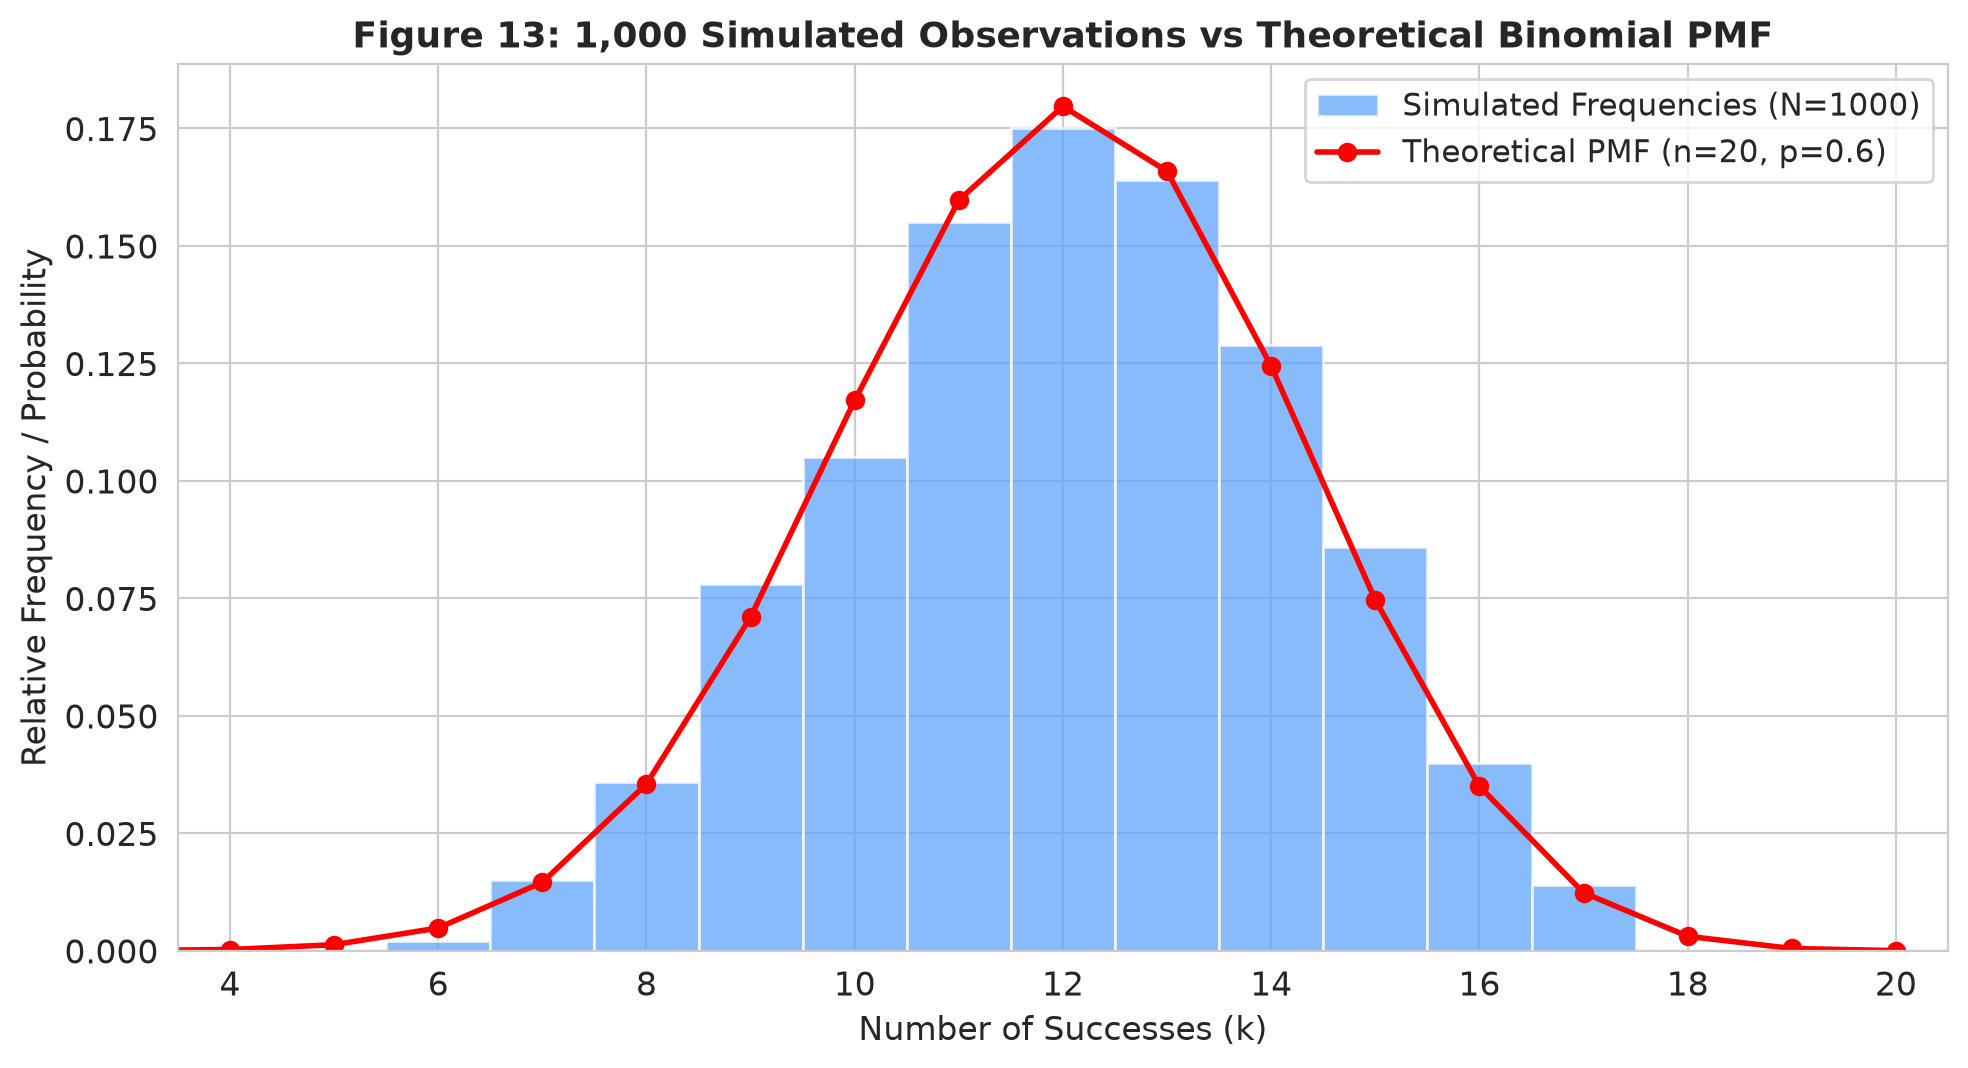 Figure 13: 1,000 Simulated Observations vs Theoretical Binomial PMF
Simulated Frequencies (N=1000)
Theoretical PMF (n=20, p=0.6)
Relative Frequency / Probability
0.175
0.150
0.125
0.100
0.075
0.050
0.025
0.000
4 6 8 10 12 14 16 18 20
Number of Successes (k)